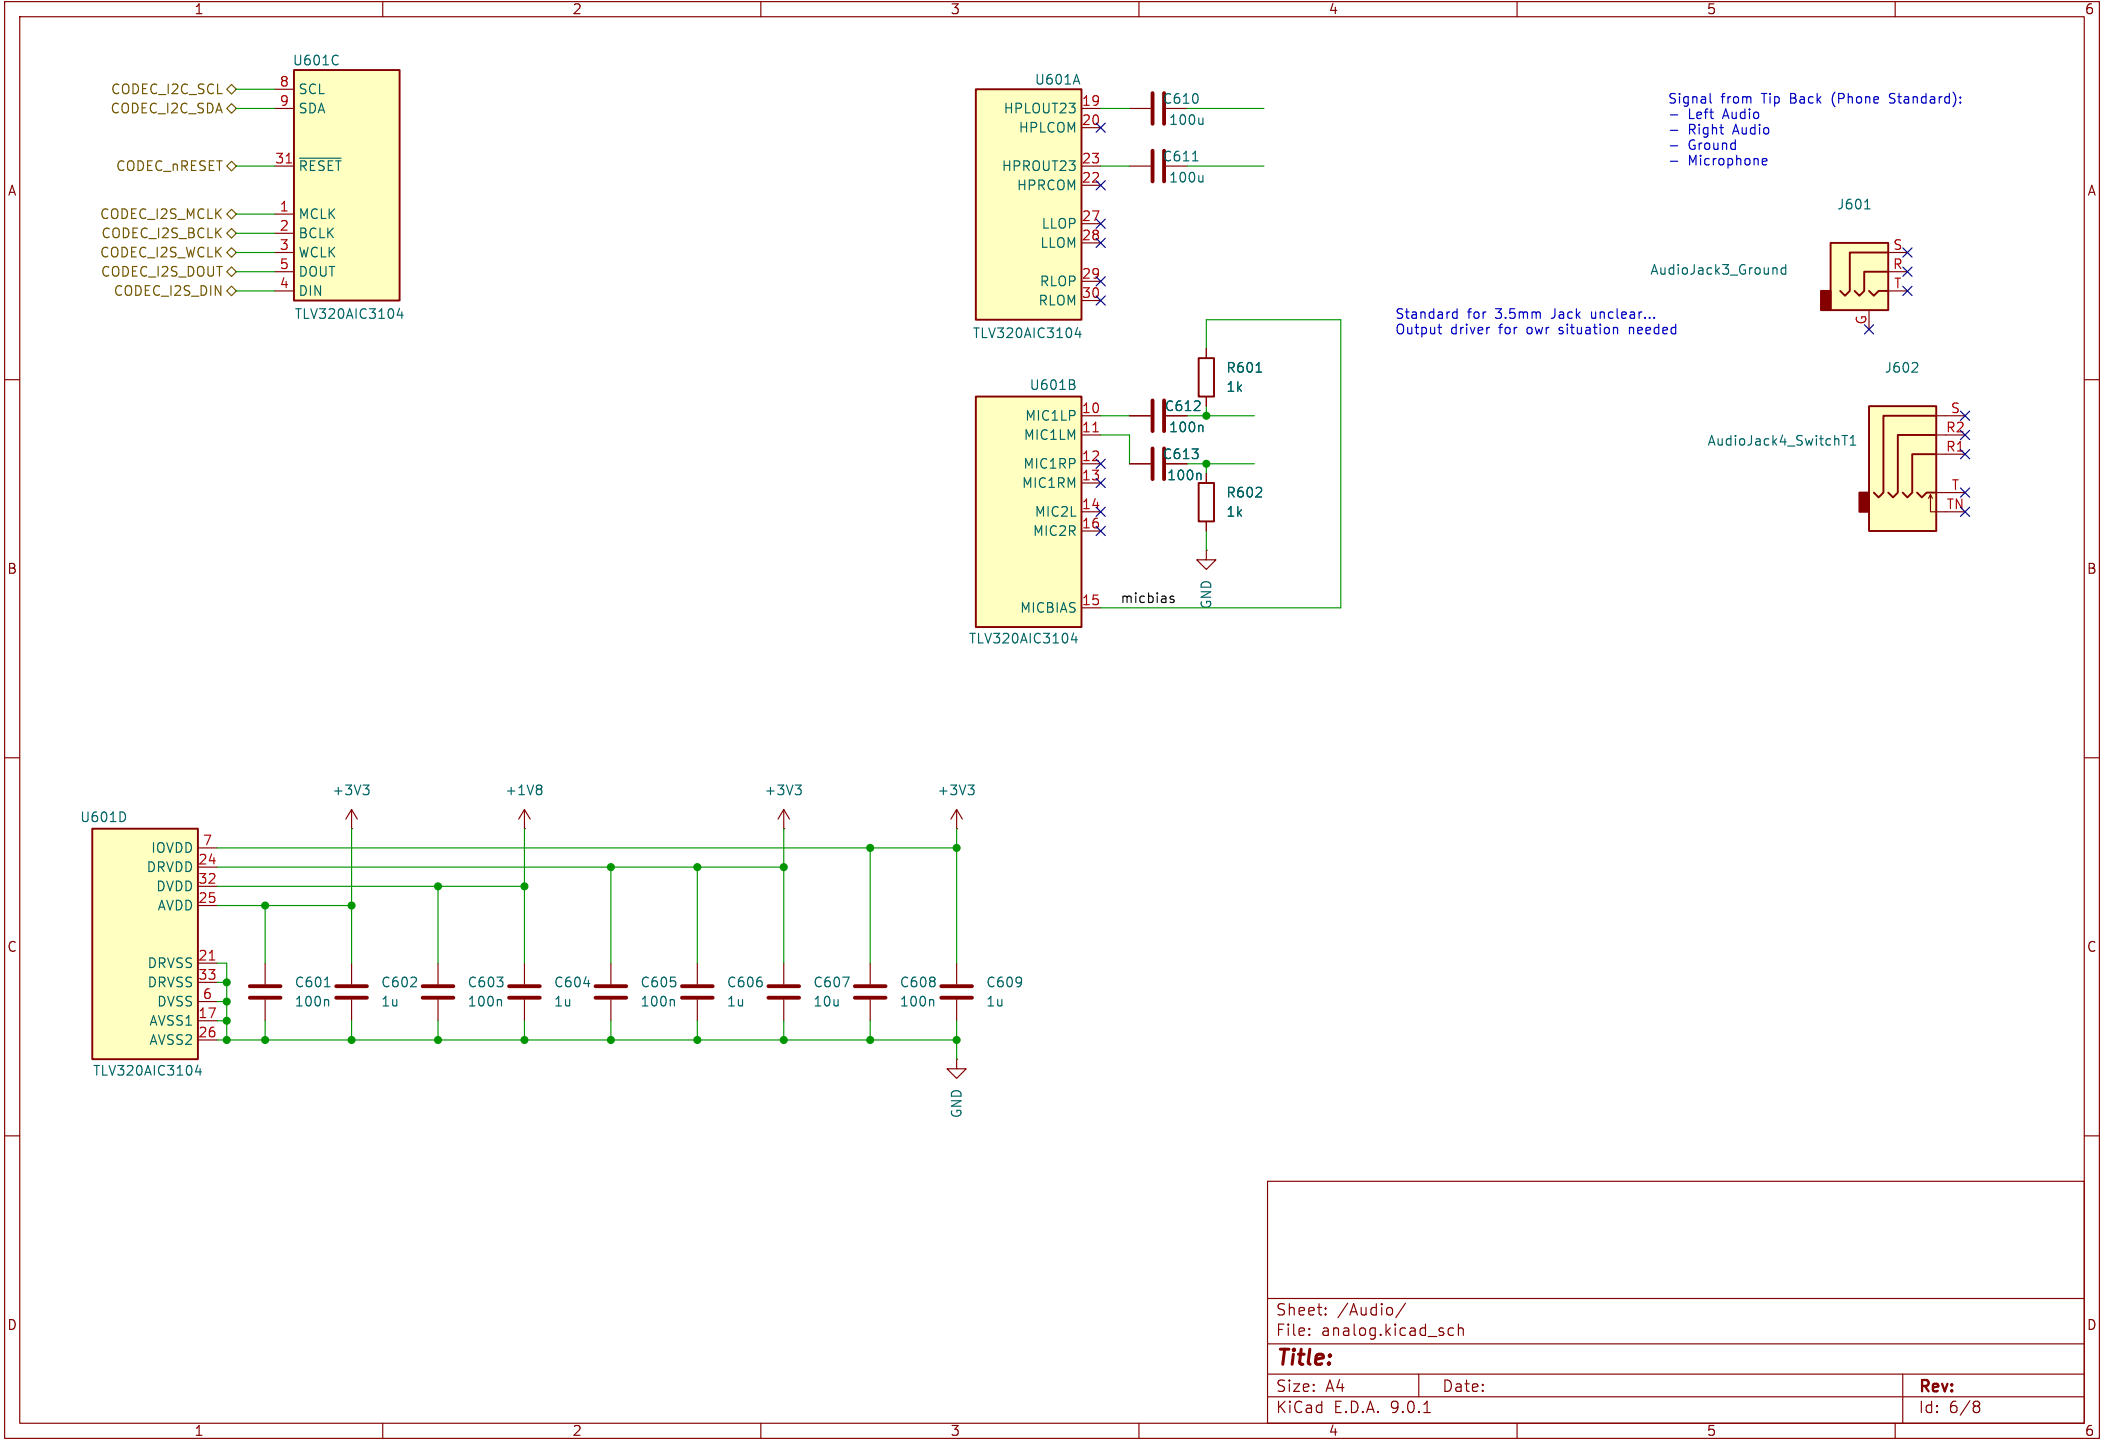 1 2 3 4 5 6
A
B
C
D
A
B
C
D
U601C
CODEC_I2C_SCL 8 SCL
CODEC_I2C_SDA 9 SDA
CODEC_nRESET 31 RESET
CODEC_I2S_MCLK 1 MCLK
CODEC_I2S_BCLK 2 BCLK
CODEC_I2S_WCLK 3 WCLK
CODEC_I2S_DOUT 5 DOUT
CODEC_I2S_DIN 4 DIN
TLV320AIC3104
U601A
HPLOUT23 19
HPLCOM 20
HPROUT23 23
HPRCOM 22
LLOP 27
LLOM 28
RLOP 29
RLOM 30
TLV320AIC3104
C610
100u
C611
100u
Signal from Tip Back (Phone Standard):
- Left Audio
- Right Audio
- Ground
- Microphone
J601
AudioJack3_Ground
S
R
T
G
Standard for 3.5mm Jack unclear...
Output driver for owr situation needed
J602
AudioJack4_SwitchT1
S
R2
R1
T
TN
U601B
MIC1LP 10
MIC1LM 11
MIC1RP 12
MIC1RM 13
MIC2L 14
MIC2R 16
MICBIAS 15
micbias
TLV320AIC3104
R601
1k
C612
100n
C613
100n
R602
1k
GND
+3V3
+1V8
+3V3
+3V3
U601D
IOVDD 7
DRVDD 24
DVDD 32
AVDD 25
DRVSS 21
DRVSS 33
DVSS 6
AVSS1 17
AVSS2 26
TLV320AIC3104
C601
100n
C602
1u
C603
100n
C604
1u
C605
100n
C606
1u
C607
10u
C608
100n
C609
1u
GND
Sheet: /Audio/
File: analog.kicad_sch
Title:
Size: A4 Date: Rev:
KiCad E.D.A. 9.0.1 Id: 6/8
1 2 3 4 5 6